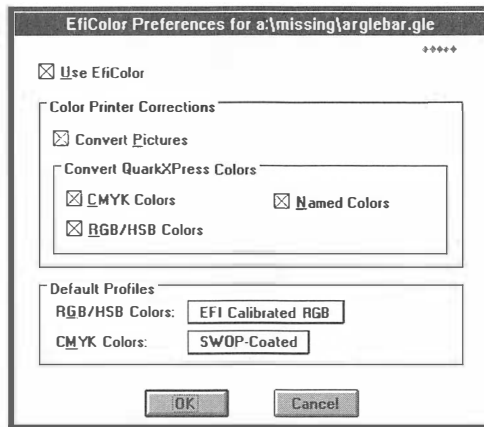 EfiColor Preferences for a:\missing\arglebar.gle
Use EfiColor
Color Printer Corrections
Convert Pictures
Convert QuarkXPress Colors
CMYK Colors
Named Colors
RGB/HSB Colors
Default Profiles
RGB/HSB Colors: EFI Calibrated RGB
CMYK Colors: SWOP-Coated
OK Cancel